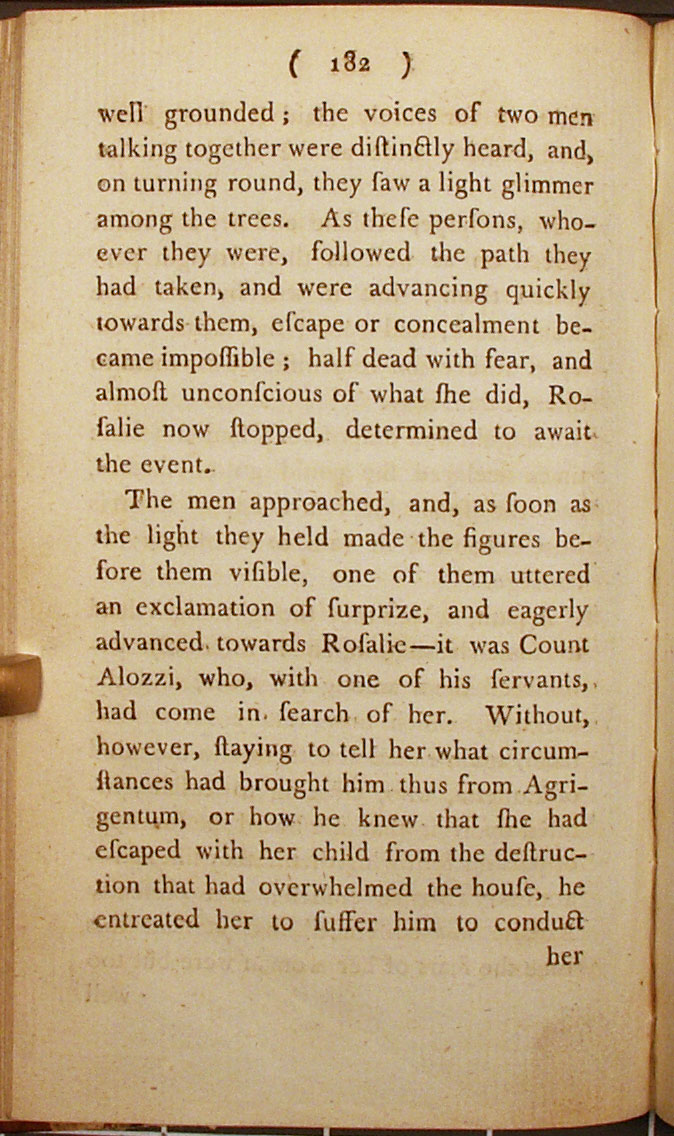 ( 182 )
well grounded ; the voices of two men
talking together were diſtinctly heard, and,
on turning round, they ſaw a light glimmer
among the trees. As theſe perſons, who-
ever they were, followed the path they
had taken, and were advancing quickly
towards them, eſcape or concealment be-
came impoſſible ; half dead with fear, and
almoſt unconſcious of what ſhe did, Ro-
ſalie now ſtopped, determined to await
the event.
The men approached, and, as ſoon as
the light they held made the figures be-
fore them viſible, one of them uttered
an exclamation of ſurprize, and eagerly
advanced towards Roſalie—it was Count
Alozzi, who, with one of his ſervants,
had come in ſearch of her. Without,
however, ſtaying to tell her what circum-
ſtances had brought him thus from Agri-
gentum, or how he knew that ſhe had
eſcaped with her child from the deſtruc-
tion that had overwhelmed the houſe, he
entreated her to ſuffer him to conduct
her